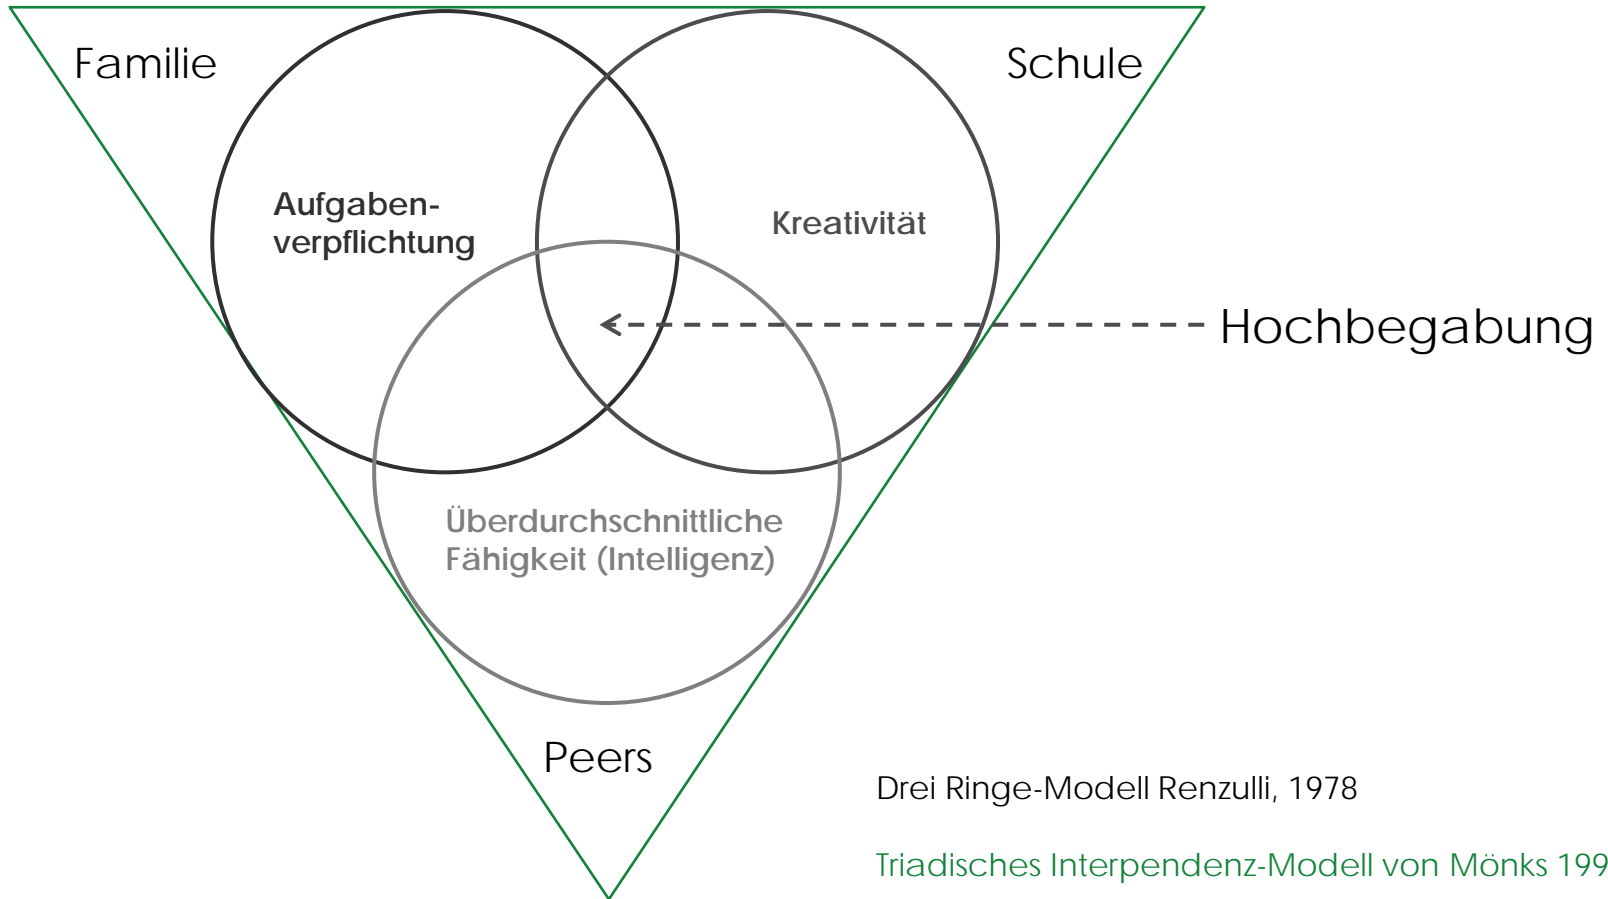 Familie
Schule
Aufgaben-
verpflichtung
Kreativität
Hochbegabung
Überdurchschnittliche
Fähigkeit (Intelligenz)
Peers
Drei Ringe-Modell Renzulli, 1978
Triadisches Interpendenz-Modell von Mönks 199